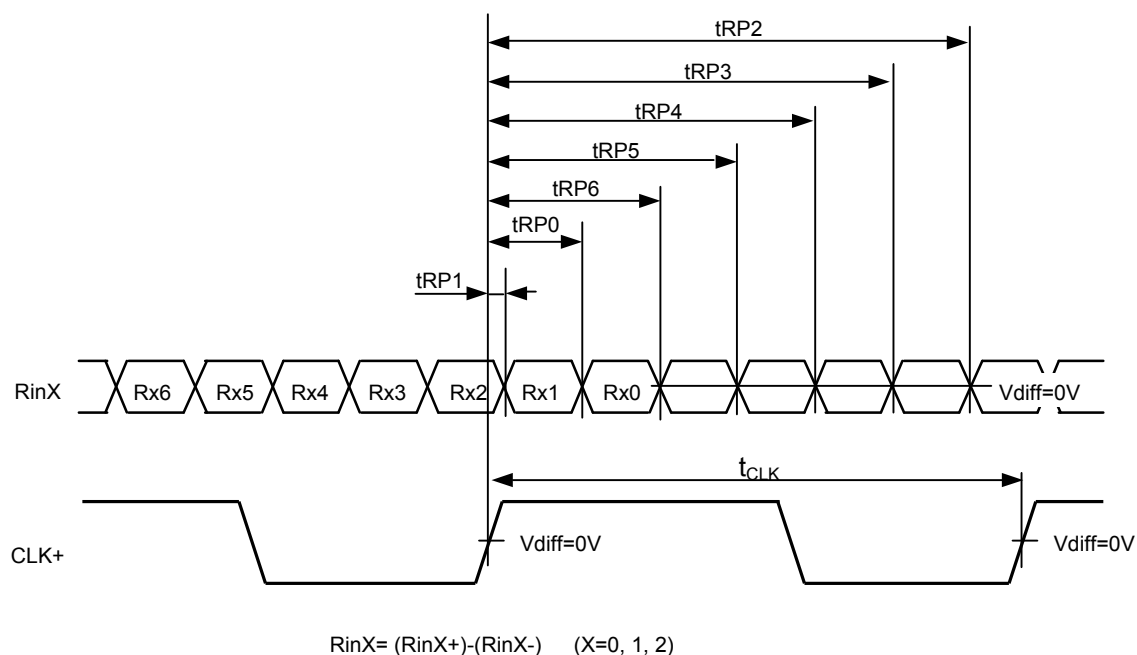 tRP2
tRP3
tRP4
tRP5
tRP6
tRP0
tRP1
RinX Rx6 Rx5 Rx4 Rx3 Rx2 Rx1 Rx0 Vdiff=0V
tCLK
CLK+ Vdiff=0V Vdiff=0V
RinX= (RinX+)-(RinX-) (X=0, 1, 2)